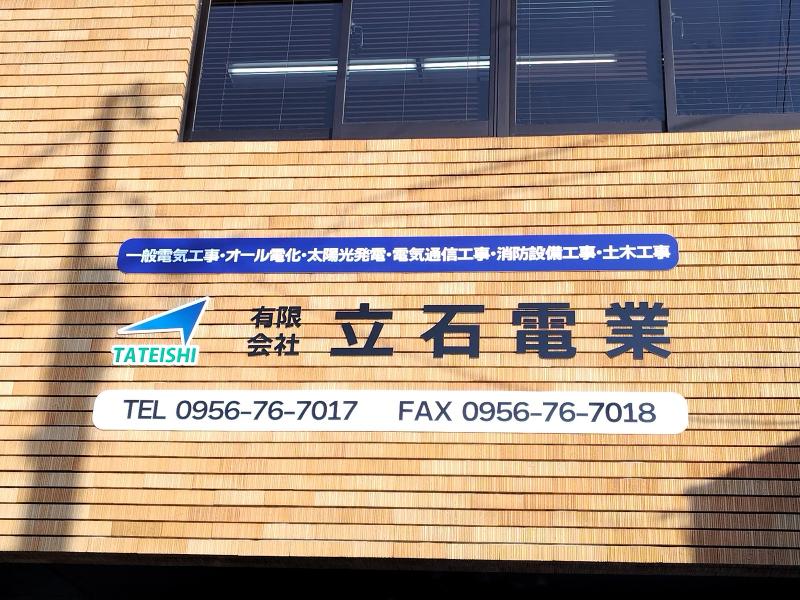 一般電気工事・オール電化・太陽光発電・電気通信工事・消防設備工事・土木工事
TATEISHI
有限会社 立石電業
TEL 0956-76-7017 FAX 0956-76-7018